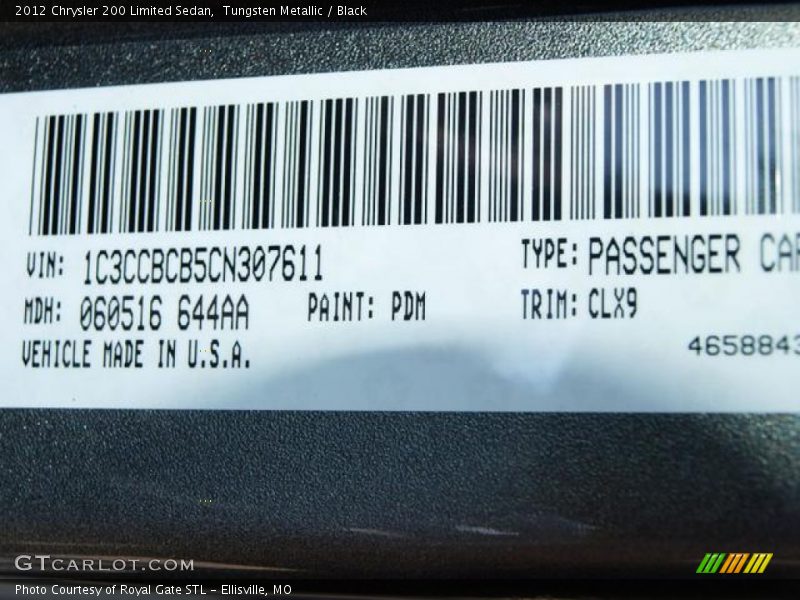 2012 Chrysler 200 Limited Sedan, Tungsten Metallic / Black
VIN: 1C3CCBCB5CN307611 TYPE: PASSENGER CAR
MDH: 060516 644AA PAINT: PDM TRIM: CLX9
VEHICLE MADE IN U.S.A. 4658843
GTCARLOT.COM
Photo Courtesy of Royal Gate STL - Ellisville, MO